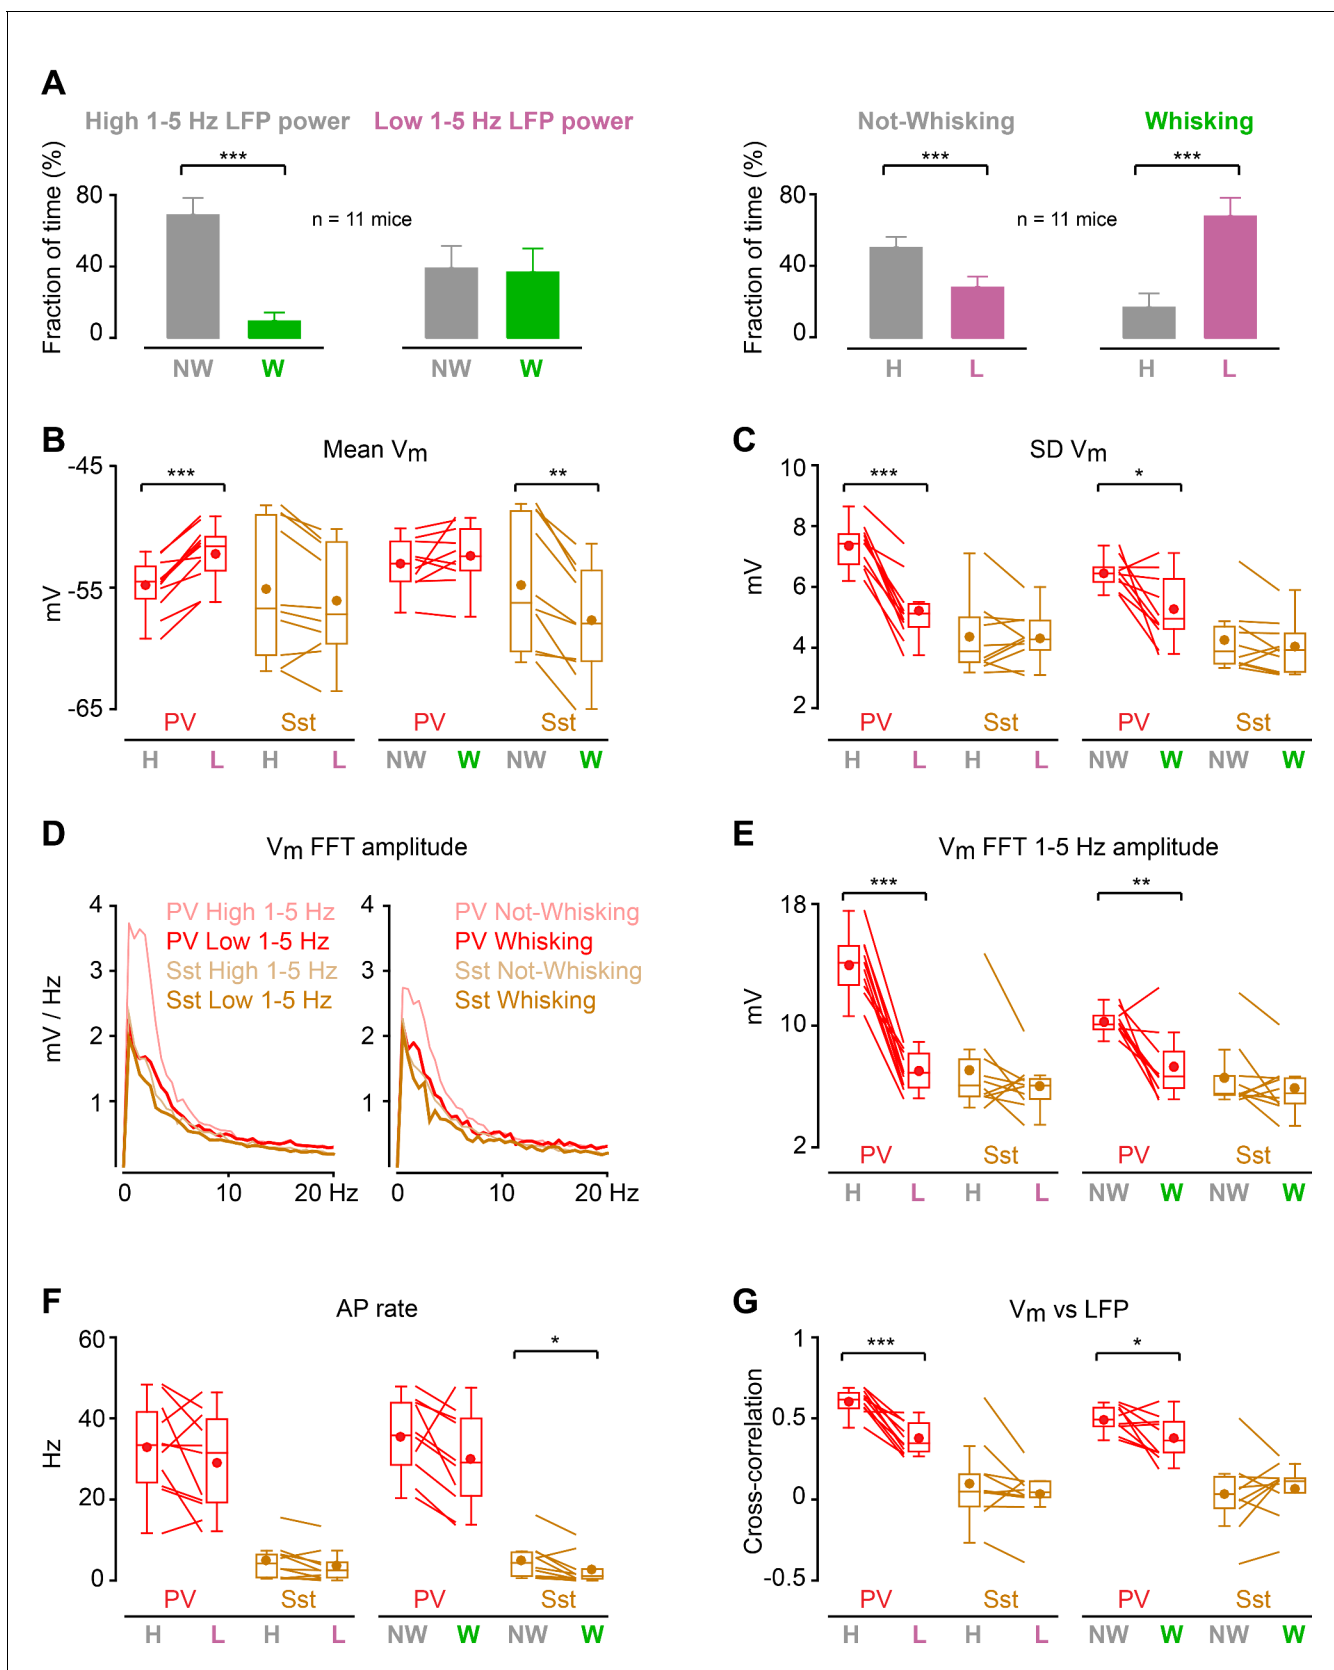 A
High 1-5 Hz LFP power Low 1-5 Hz LFP power Not-Whisking Whisking
Fraction of time (%)
80
40
0
***
n = 11 mice
NW W NW W
Fraction of time (%)
80
40
0
***
n = 11 mice
***
H L H L
B
Mean Vm
-45
-55
-65
mV
*** **
PV Sst PV Sst
H L H L NW W NW W
C
SD Vm
10
8
6
4
2
mV
*** *
PV Sst PV Sst
H L H L NW W NW W
D
Vm FFT amplitude
mV / Hz
4
3
2
1
PV High 1-5 Hz
PV Low 1-5 Hz
Sst High 1-5 Hz
Sst Low 1-5 Hz
0 10 20 Hz
4
3
2
1
PV Not-Whisking
PV Whisking
Sst Not-Whisking
Sst Whisking
0 10 20 Hz
E
Vm FFT 1-5 Hz amplitude
18
10
2
mV
*** **
PV Sst PV Sst
H L H L NW W NW W
F
AP rate
60
40
20
0
Hz
*
PV Sst PV Sst
H L H L NW W NW W
G
Vm vs LFP
1
0.5
0
-0.5
Cross-correlation
*** *
PV Sst PV Sst
H L H L NW W NW W